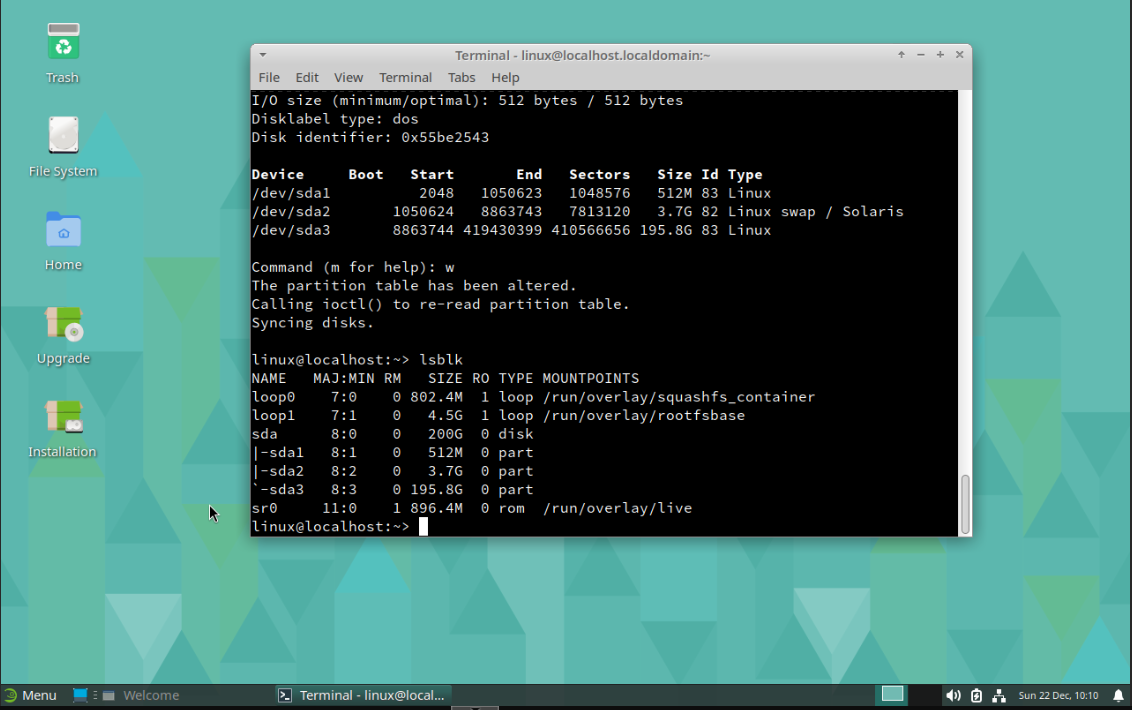 Trash
File System
Home
Upgrade
Installation
Terminal - linux@localhost.localdomain:~
File Edit View Terminal Tabs Help
I/O size (minimum/optimal): 512 bytes / 512 bytes
Disklabel type: dos
Disk identifier: 0x55be2543
Device     Boot   Start       End   Sectors   Size Id Type
/dev/sda1          2048   1050623   1048576   512M 83 Linux
/dev/sda2       1050624   8863743   7813120   3.7G 82 Linux swap / Solaris
/dev/sda3       8863744 419430399 410566656 195.8G 83 Linux
Command (m for help): w
The partition table has been altered.
Calling ioctl() to re-read partition table.
Syncing disks.
linux@localhost:~> lsblk
NAME   MAJ:MIN RM   SIZE RO TYPE MOUNTPOINTS
loop0    7:0    0 802.4M  1 loop /run/overlay/squashfs_container
loop1    7:1    0   4.5G  1 loop /run/overlay/rootfsbase
sda      8:0    0   200G  0 disk
|-sda1   8:1    0   512M  0 part
|-sda2   8:2    0   3.7G  0 part
`-sda3   8:3    0 195.8G  0 part
sr0     11:0    1 896.4M  0 rom  /run/overlay/live
linux@localhost:~>
Menu Welcome Terminal - linux@local... Sun 22 Dec, 10:10